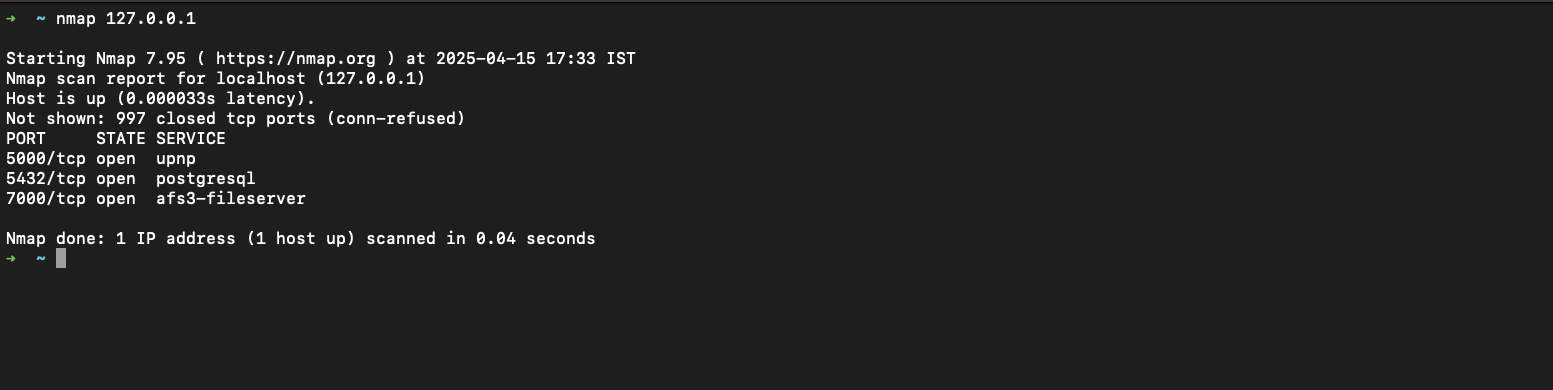 ➜  ~ nmap 127.0.0.1
Starting Nmap 7.95 ( https://nmap.org ) at 2025-04-15 17:33 IST
Nmap scan report for localhost (127.0.0.1)
Host is up (0.000033s latency).
Not shown: 997 closed tcp ports (conn-refused)
PORT     STATE SERVICE
5000/tcp open  upnp
5432/tcp open  postgresql
7000/tcp open  afs3-fileserver
Nmap done: 1 IP address (1 host up) scanned in 0.04 seconds
➜  ~